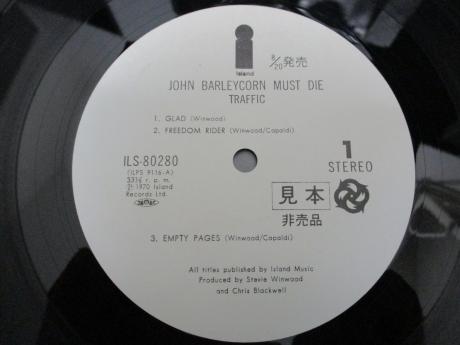 i
Island
8/20発売
JOHN BARLEYCORN MUST DIE
TRAFFIC
1. GLAD (Winwood)
2. FREEDOM RIDER (Winwood/Capaldi)
ILS-80280
(ILPS 9116-A)
33⅓ r. p. m.
℗ 1970 Island
Records Ltd.
1
STEREO
見本
非売品
3. EMPTY PAGES (Winwood/Capaldi)
All titles published by Island Music
Produced by Stevie Winwood
and Chris Blackwell